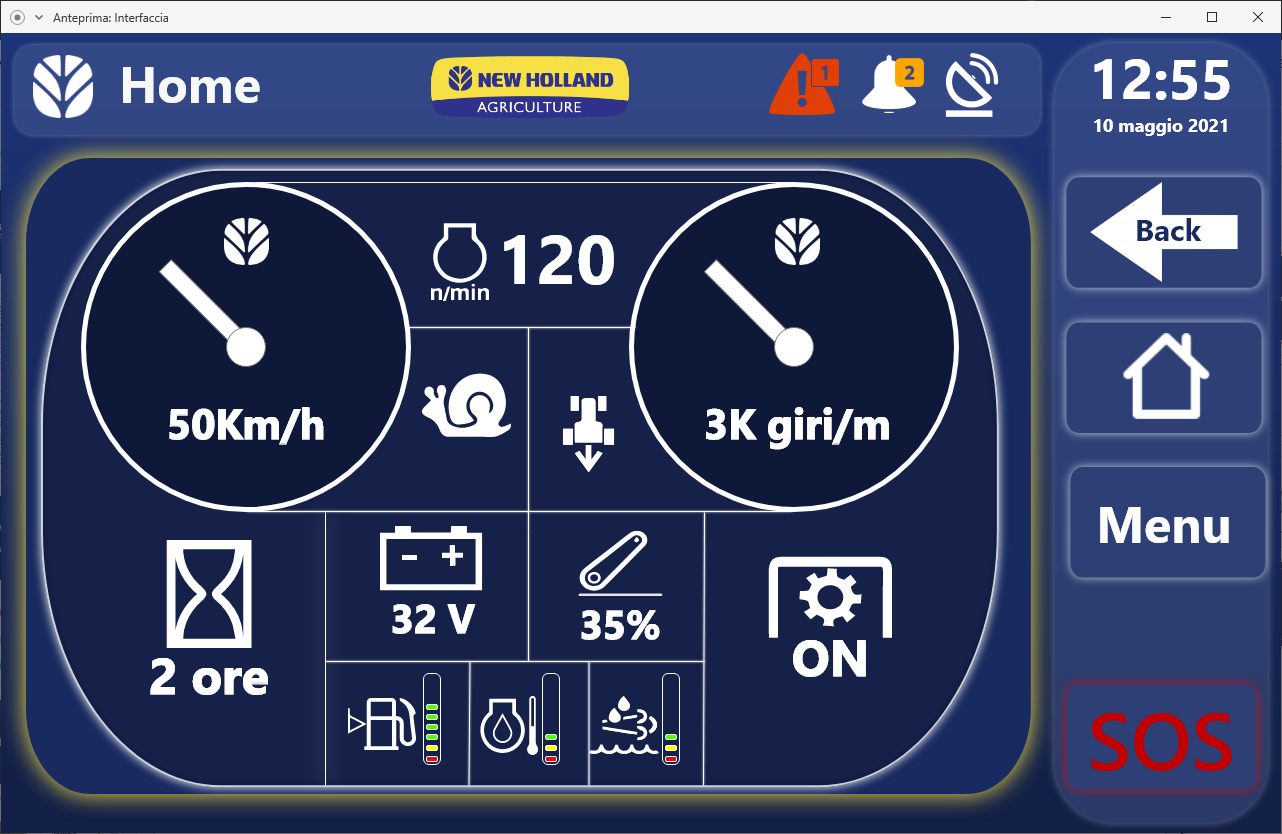 Anteprima: Interfaccia
Home
NEW HOLLAND
AGRICULTURE
1
2
12:55
10 maggio 2021
Back
n/min
120
50Km/h
3K giri/m
Menu
- +
32 V
35%
2 ore
ON
SOS